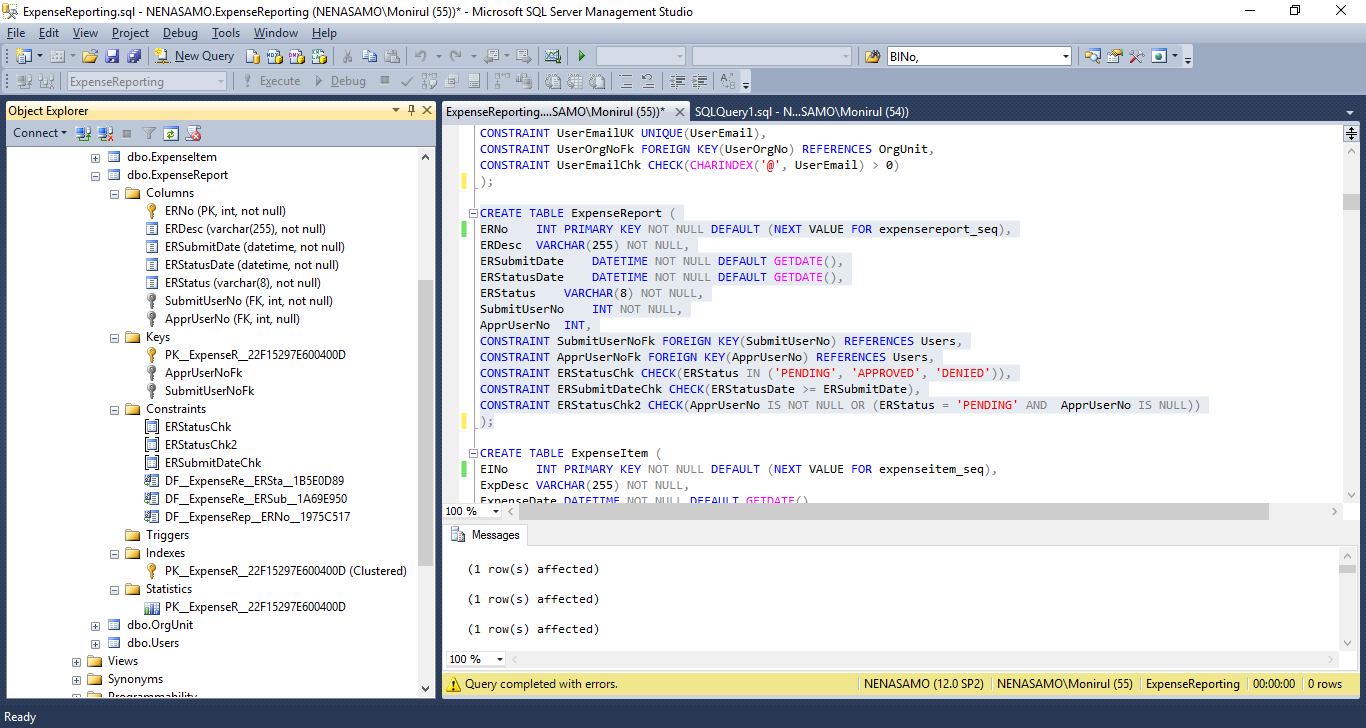 ExpenseReporting.sql - NENASAMO.ExpenseReporting (NENASAMO\Monirul (55))* - Microsoft SQL Server Management Studio
File Edit View Project Debug Tools Window Help
New Query BINo,
ExpenseReporting Execute Debug
Object Explorer
Connect
dbo.ExpenseItem
dbo.ExpenseReport
Columns
ERNo (PK, int, not null)
ERDesc (varchar(255), not null)
ERSubmitDate (datetime, not null)
ERStatusDate (datetime, not null)
ERStatus (varchar(8), not null)
SubmitUserNo (FK, int, not null)
ApprUserNo (FK, int, null)
Keys
PK__ExpenseR__22F15297E600400D
ApprUserNoFk
SubmitUserNoFk
Constraints
ERStatusChk
ERStatusChk2
ERSubmitDateChk
DF__ExpenseRe__ERSta__1B5E0D89
DF__ExpenseRe__ERSub__1A69E950
DF__ExpenseRep__ERNo__1975C517
Triggers
Indexes
PK__ExpenseR__22F15297E600400D (Clustered)
Statistics
PK__ExpenseR__22F15297E600400D
dbo.OrgUnit
dbo.Users
Views
Synonyms
Programmability
ExpenseReporting....SAMO\Monirul (55))* SQLQuery1.sql - N...SAMO\Monirul (54))
CONSTRAINT UserEmailUK UNIQUE(UserEmail),
CONSTRAINT UserOrgNoFk FOREIGN KEY(UserOrgNo) REFERENCES OrgUnit,
CONSTRAINT UserEmailChk CHECK(CHARINDEX('@', UserEmail) > 0)
);
CREATE TABLE ExpenseReport (
ERNo INT PRIMARY KEY NOT NULL DEFAULT (NEXT VALUE FOR expensereport_seq),
ERDesc VARCHAR(255) NOT NULL,
ERSubmitDate DATETIME NOT NULL DEFAULT GETDATE(),
ERStatusDate DATETIME NOT NULL DEFAULT GETDATE(),
ERStatus VARCHAR(8) NOT NULL,
SubmitUserNo INT NOT NULL,
ApprUserNo INT,
CONSTRAINT SubmitUserNoFk FOREIGN KEY(SubmitUserNo) REFERENCES Users,
CONSTRAINT ApprUserNoFk FOREIGN KEY(ApprUserNo) REFERENCES Users,
CONSTRAINT ERStatusChk CHECK(ERStatus IN ('PENDING', 'APPROVED', 'DENIED')),
CONSTRAINT ERSubmitDateChk CHECK(ERStatusDate >= ERSubmitDate),
CONSTRAINT ERStatusChk2 CHECK(ApprUserNo IS NOT NULL OR (ERStatus = 'PENDING' AND ApprUserNo IS NULL))
);
CREATE TABLE ExpenseItem (
EINo INT PRIMARY KEY NOT NULL DEFAULT (NEXT VALUE FOR expenseitem_seq),
ExpDesc VARCHAR(255) NOT NULL,
ExpenseDate DATETIME NOT NULL DEFAULT GETDATE()
100 %
Messages
(1 row(s) affected)
(1 row(s) affected)
(1 row(s) affected)
100 %
Query completed with errors. NENASAMO (12.0 SP2) NENASAMO\Monirul (55) ExpenseReporting 00:00:00 0 rows
Ready